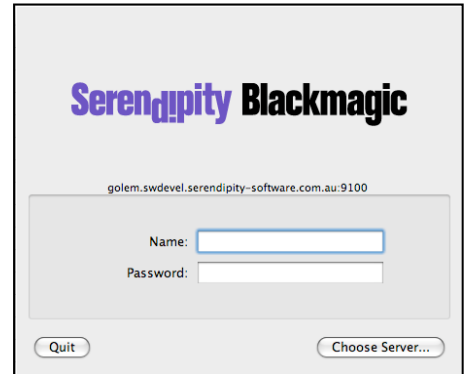 Serendipity Blackmagic
golem.swdevel.serendipity-software.com.au:9100
Name:
Password:
Quit
Choose Server...